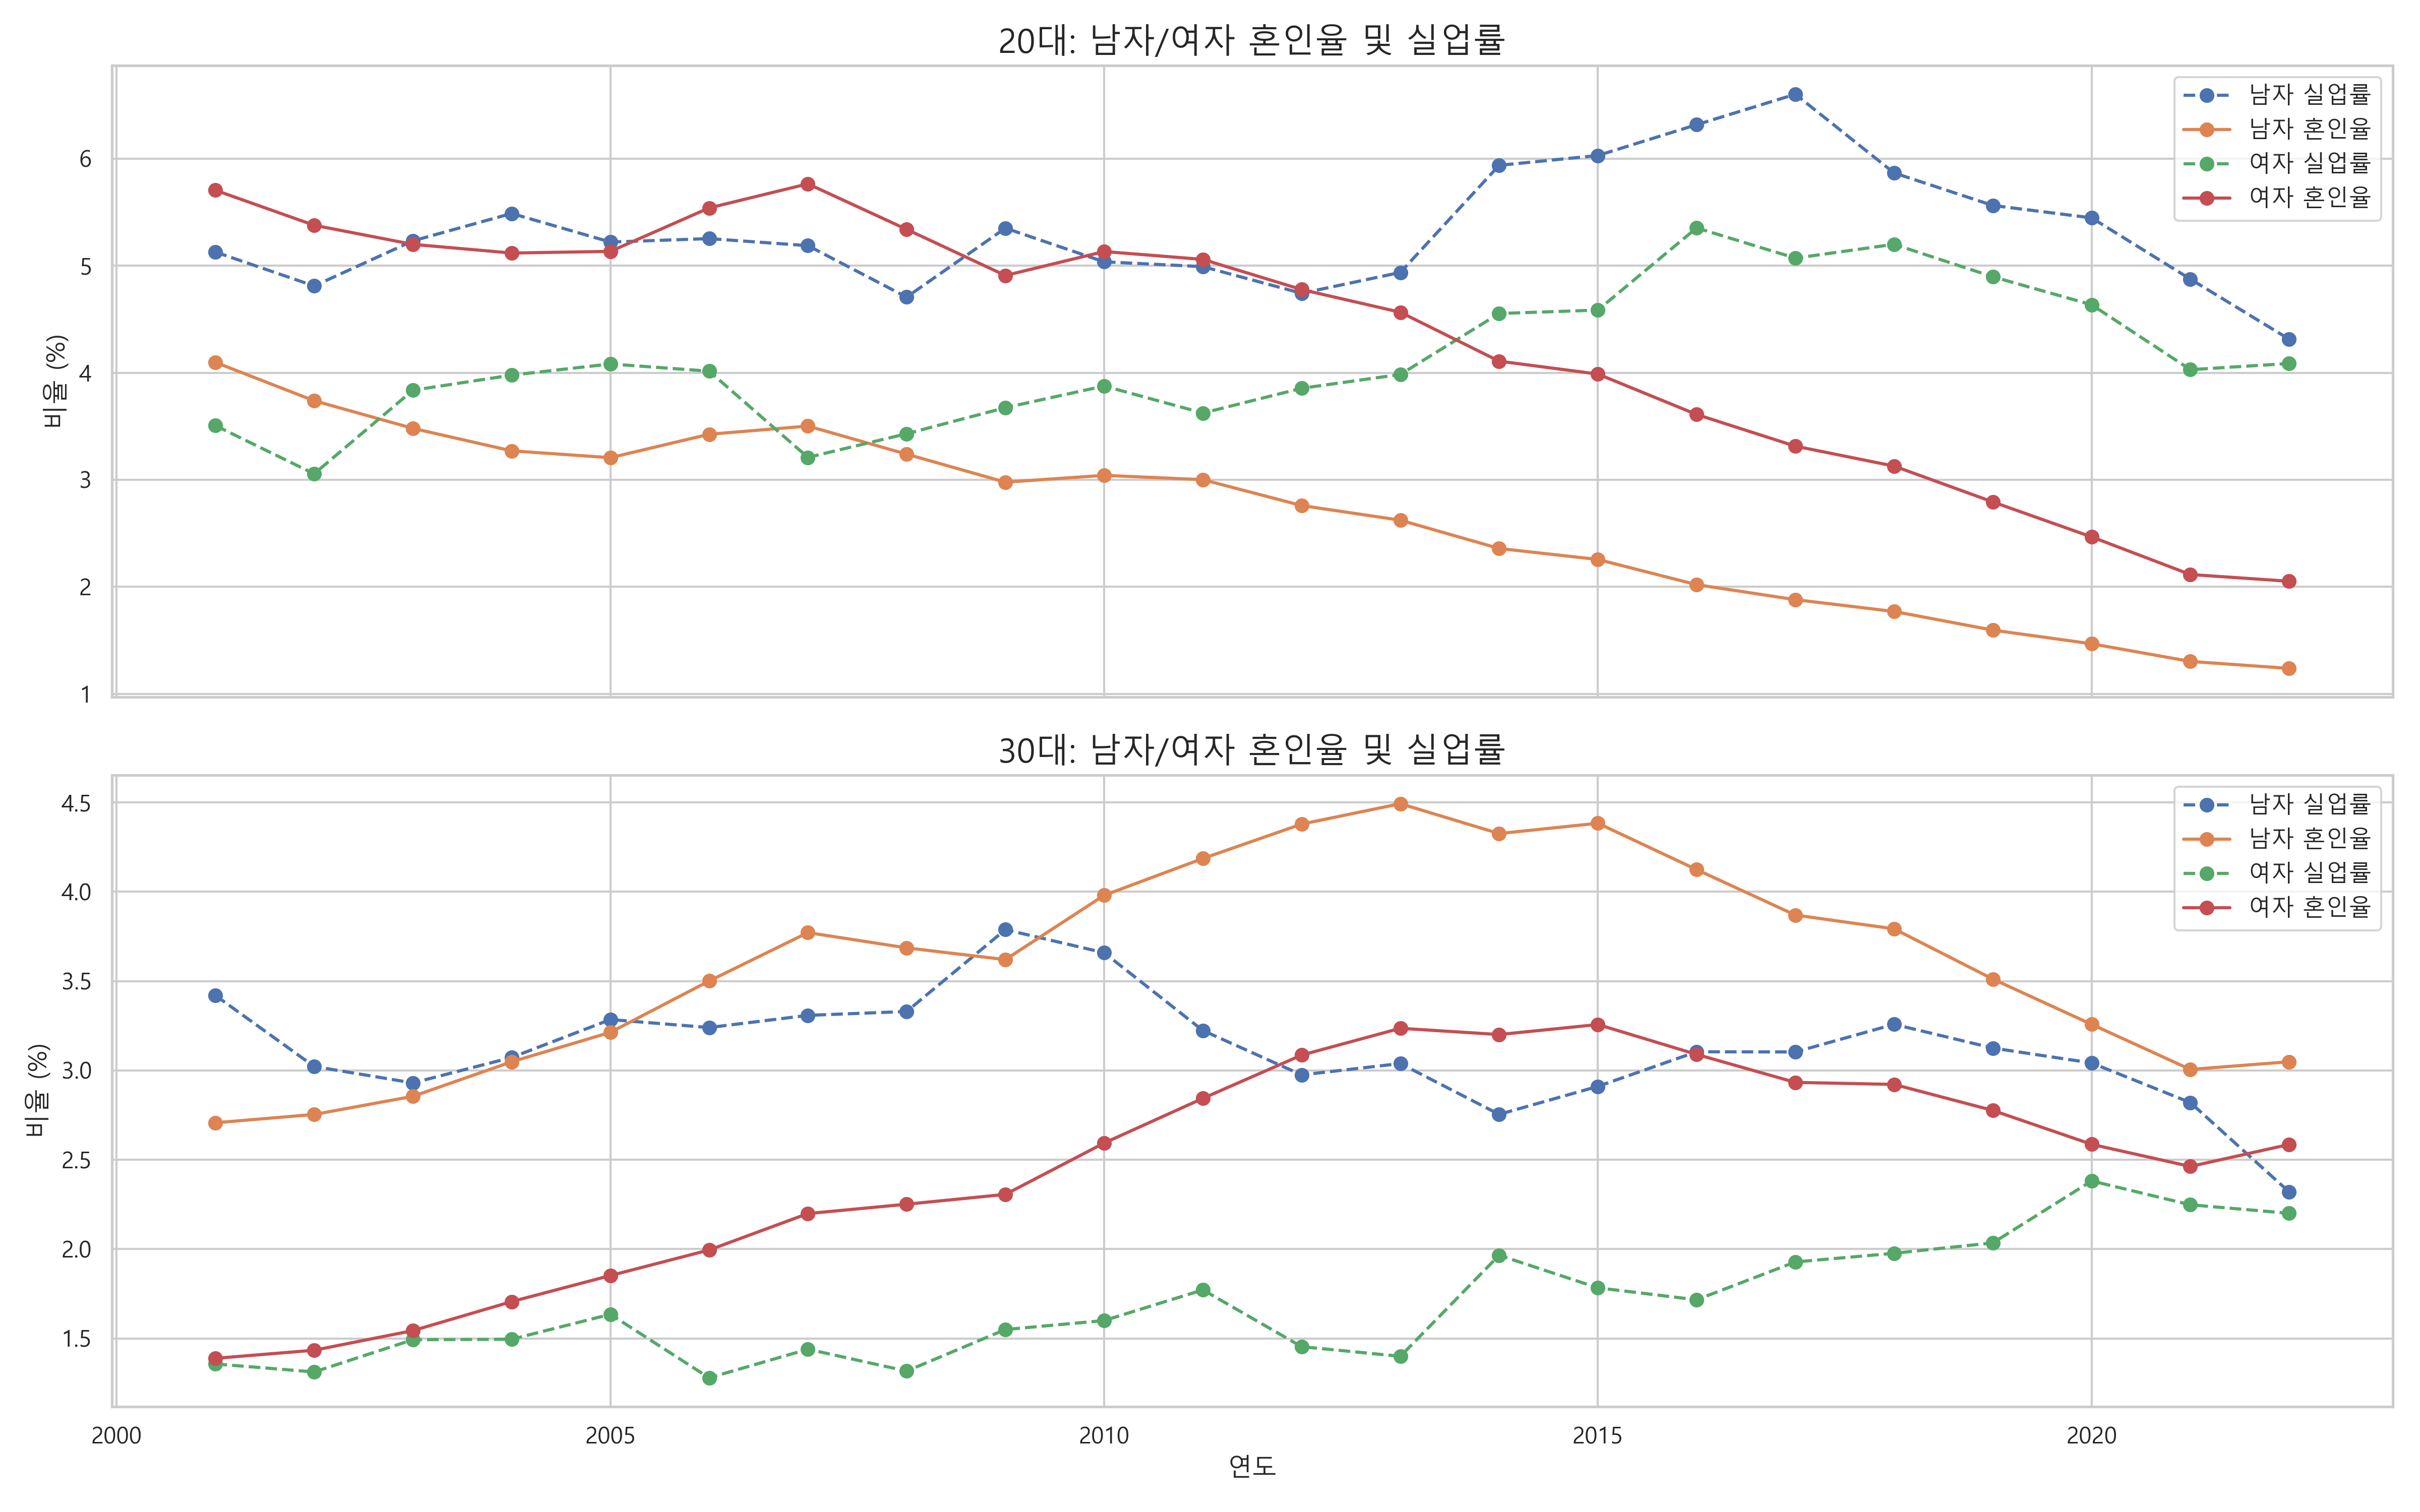 20대: 남자/여자 혼인율 및 실업률
남자 실업률
남자 혼인율
여자 실업률
여자 혼인율
비율 (%)
6
5
4
3
2
1
30대: 남자/여자 혼인율 및 실업률
남자 실업률
남자 혼인율
여자 실업률
여자 혼인율
비율 (%)
4.5
4.0
3.5
3.0
2.5
2.0
1.5
2000 2005 2010 2015 2020
연도